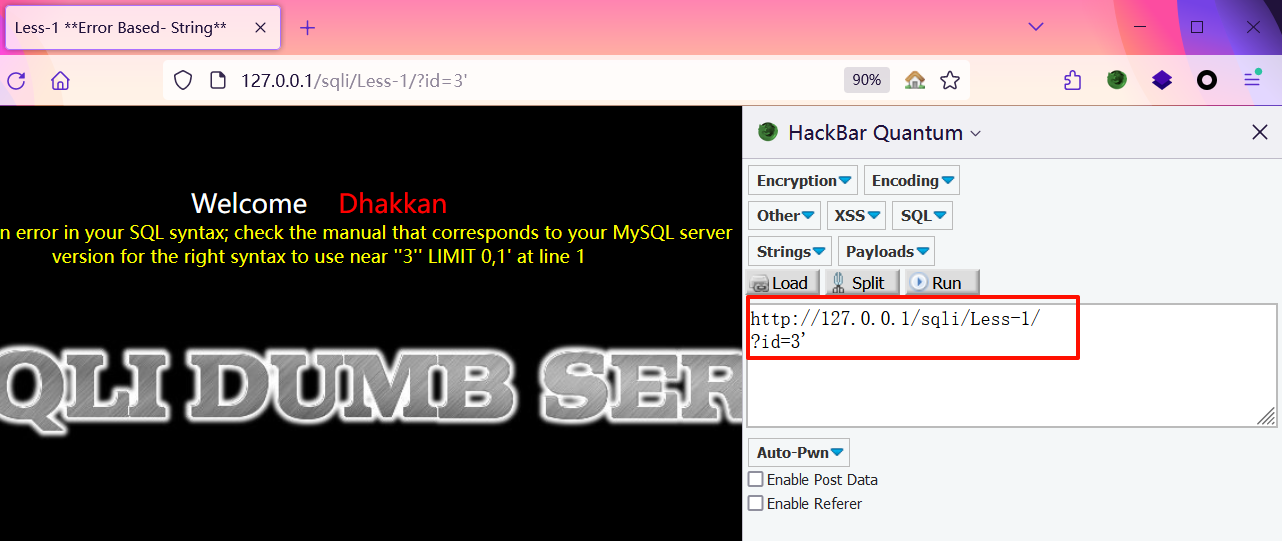 Less-1 **Error Based- String**
127.0.0.1/sqli/Less-1/?id=3'
90%
HackBar Quantum
Encryption Encoding
Other XSS SQL
Strings Payloads
Load Split Run
http://127.0.0.1/sqli/Less-1/
?id=3'
Auto-Pwn
Enable Post Data
Enable Referer
Welcome Dhakkan
n error in your SQL syntax; check the manual that corresponds to your MySQL server
version for the right syntax to use near ''3'' LIMIT 0,1' at line 1
QLI DUMB SER